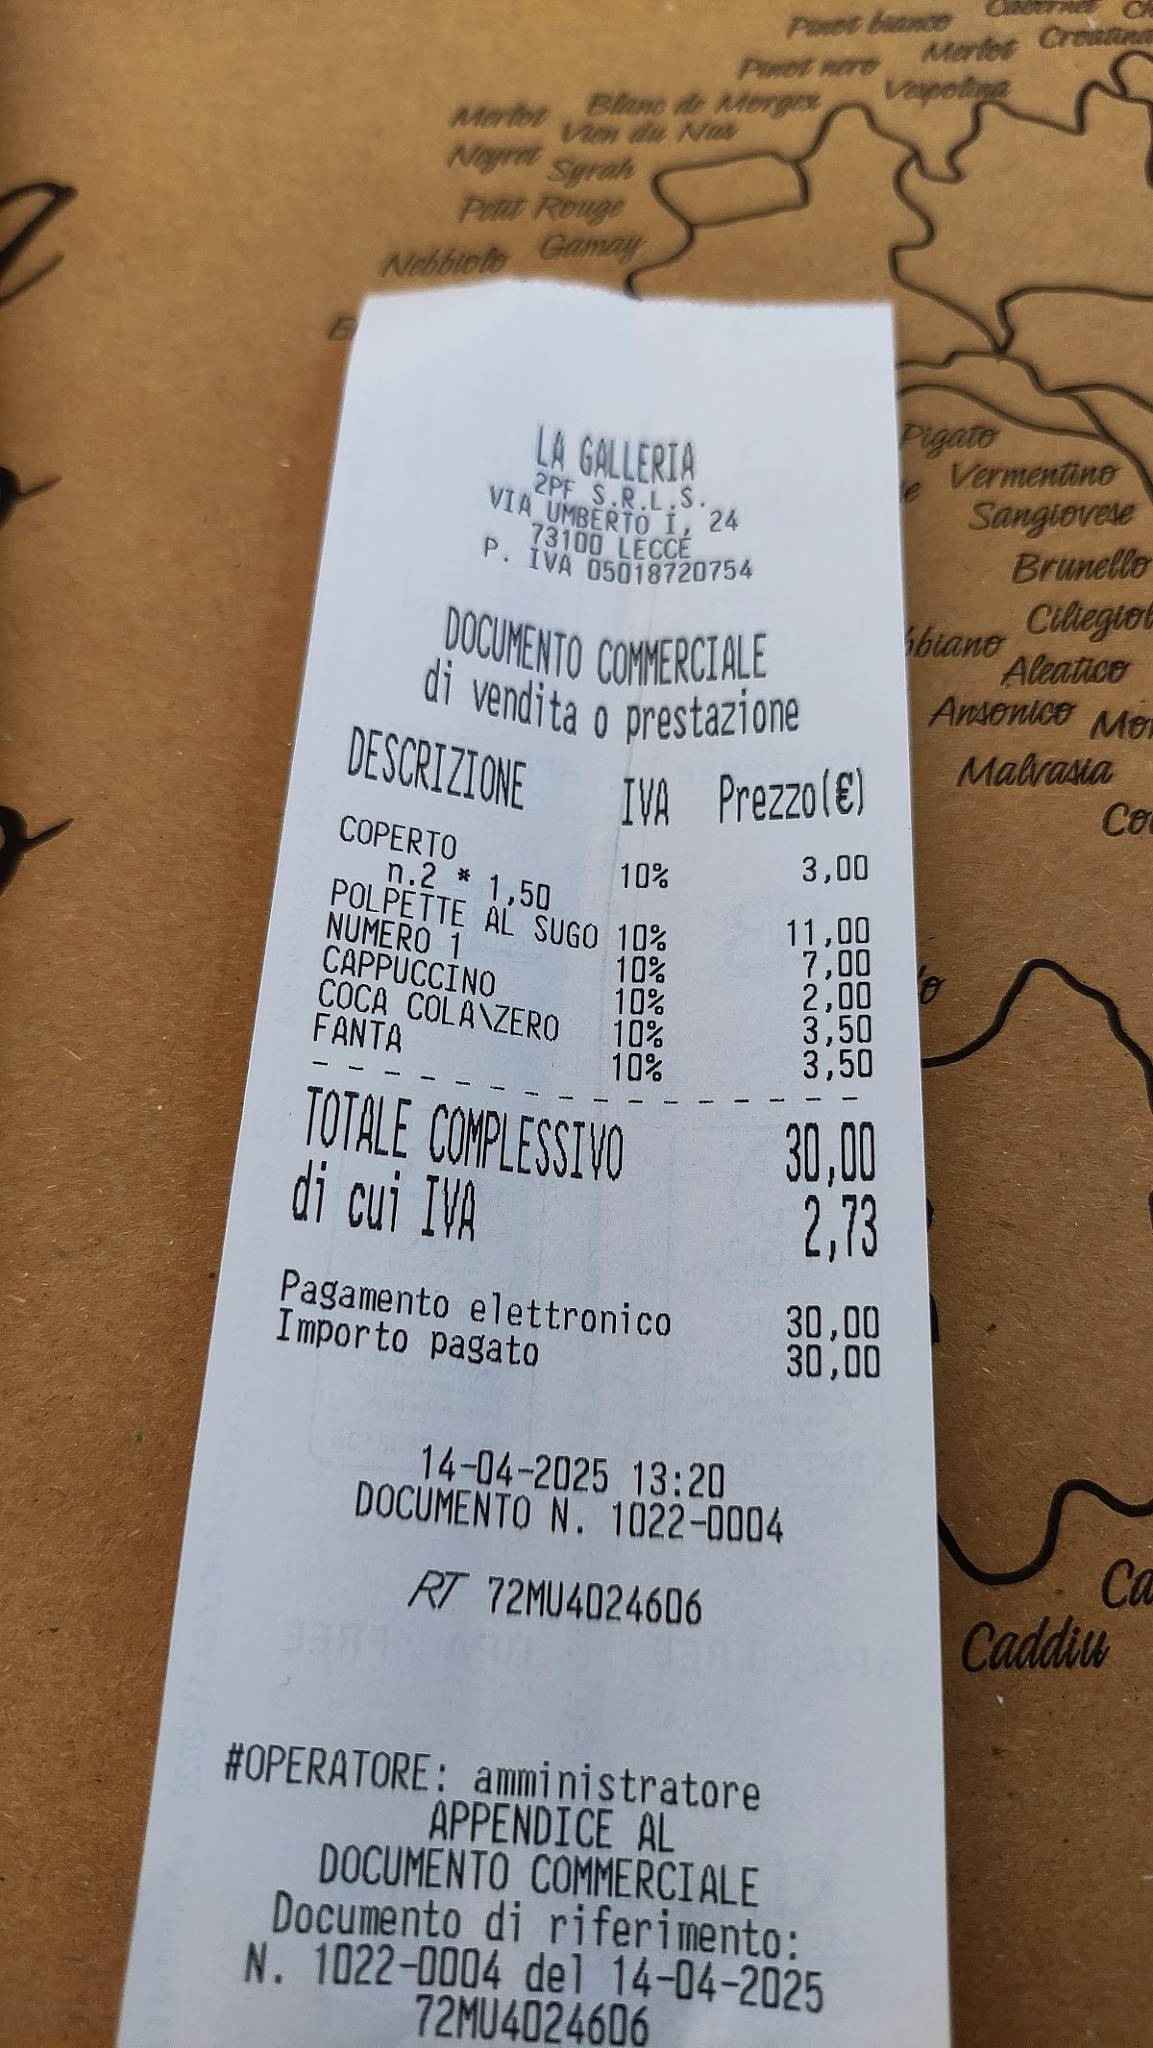 Pinot bianco
Pinot nero
Merlot
Croatina
Vespolina
Merlot
Blanc de Morgex
Vien du Nus
Neyret
Syrah
Petit Rouge
Nebbiolo
Gamay
LA GALLERIA
2PF S.R.L.S.
VIA UMBERTO I, 24
73100 LECCE
P. IVA 05018720754
DOCUMENTO COMMERCIALE
di vendita o prestazione
DESCRIZIONE IVA Prezzo(€)
COPERTO
n.2 * 1,50 10% 3,00
POLPETTE AL SUGO 10% 11,00
NUMERO 1 10% 7,00
CAPPUCCINO 10% 2,00
COCA COLA\ZERO 10% 3,50
FANTA 10% 3,50
TOTALE COMPLESSIVO 30,00
di cui IVA 2,73
Pagamento elettronico 30,00
Importo pagato 30,00
14-04-2025 13:20
DOCUMENTO N. 1022-0004
RT 72MU4024606
#OPERATORE: amministratore
APPENDICE AL
DOCUMENTO COMMERCIALE
Documento di riferimento:
N. 1022-0004 del 14-04-2025
72MU4024606
Pigato
Vermentino
Sangiovese
Brunello
Aleatico
Ansonico
Malvasia
Caddiu